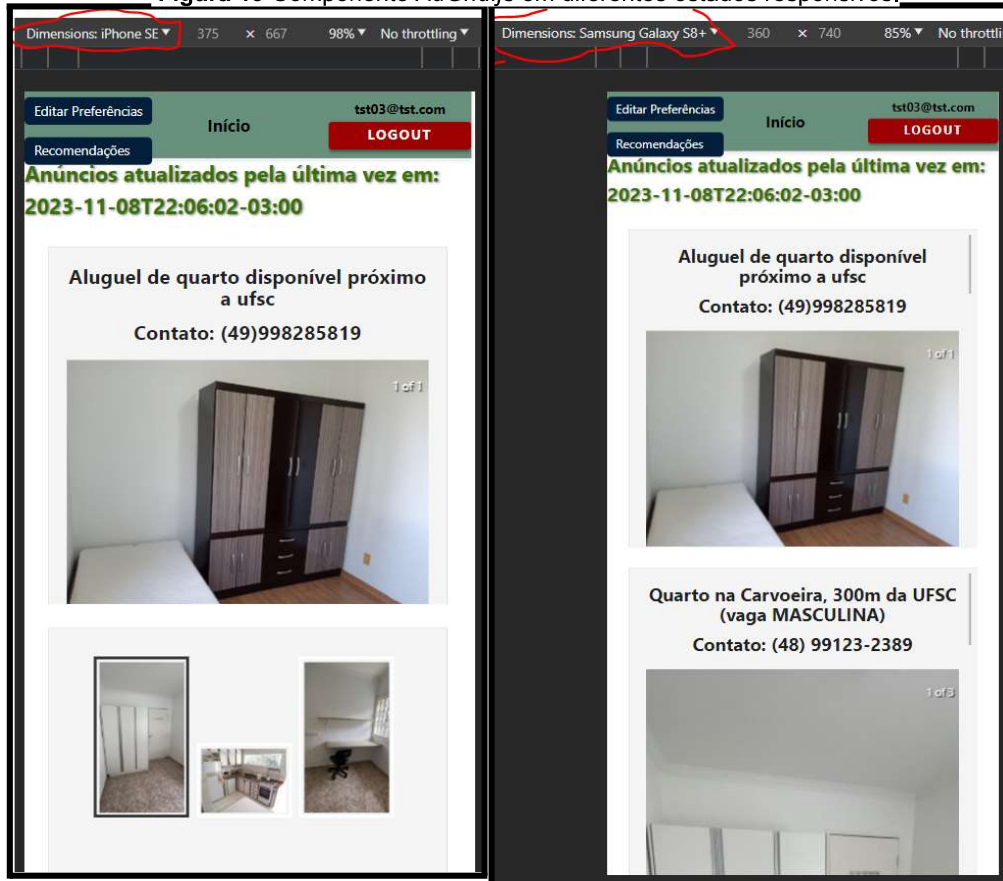 Dimensions: iPhone SE ▼ 375 × 667 98% ▼ No throttling ▼
Editar Preferências
Início
tst03@tst.com
LOGOUT
Recomendações
Anúncios atualizados pela última vez em:
2023-11-08T22:06:02-03:00
Aluguel de quarto disponível próximo
a ufsc
Contato: (49)998285819
1 of 1
Dimensions: Samsung Galaxy S8+ ▼ 360 × 740 85% ▼ No throttli
Editar Preferências
Início
tst03@tst.com
LOGOUT
Recomendações
Anúncios atualizados pela última vez em:
2023-11-08T22:06:02-03:00
Aluguel de quarto disponível
próximo a ufsc
Contato: (49)998285819
1 of 1
Quarto na Carvoeira, 300m da UFSC
(vaga MASCULINA)
Contato: (48) 99123-2389
1 of 3